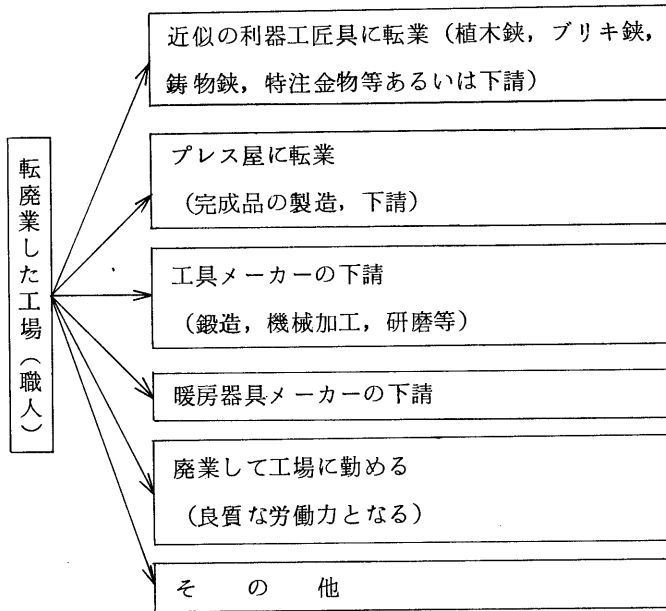 転廃業した工場（職人）
近似の利器工匠具に転業（植木鋏，ブリキ鋏，
鋳物鋏，特注金物等あるいは下請）
プレス屋に転業
（完成品の製造，下請）
工具メーカーの下請
（鍛造，機械加工，研磨等）
暖房器具メーカーの下請
廃業して工場に勤める
（良質な労働力となる）
その他